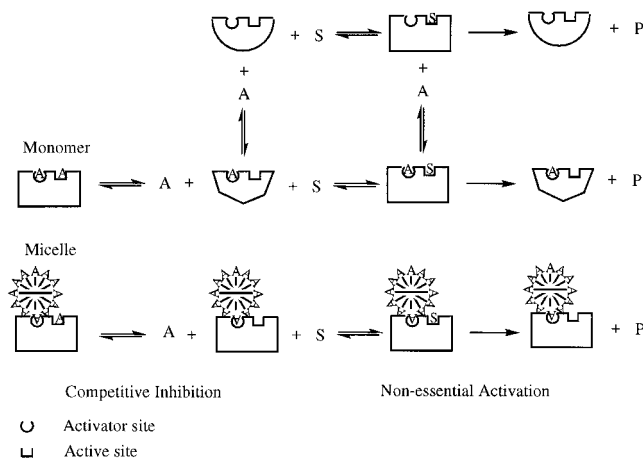 + S + P
+ +
A A
Monomer
A A A + A + S A S A + P
Micelle
A A A A
A A A + A + S A S A + P
Competitive Inhibition Non-essential Activation
Activator site
Active site